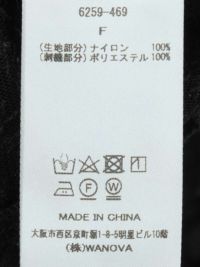 6259-469
F
(生地部分) ナイロン 100%
(刺繍部分) ポリエステル 100%
MADE IN CHINA
大阪市西区京町堀1-8-5明星ビル10階
(株)WANOVA